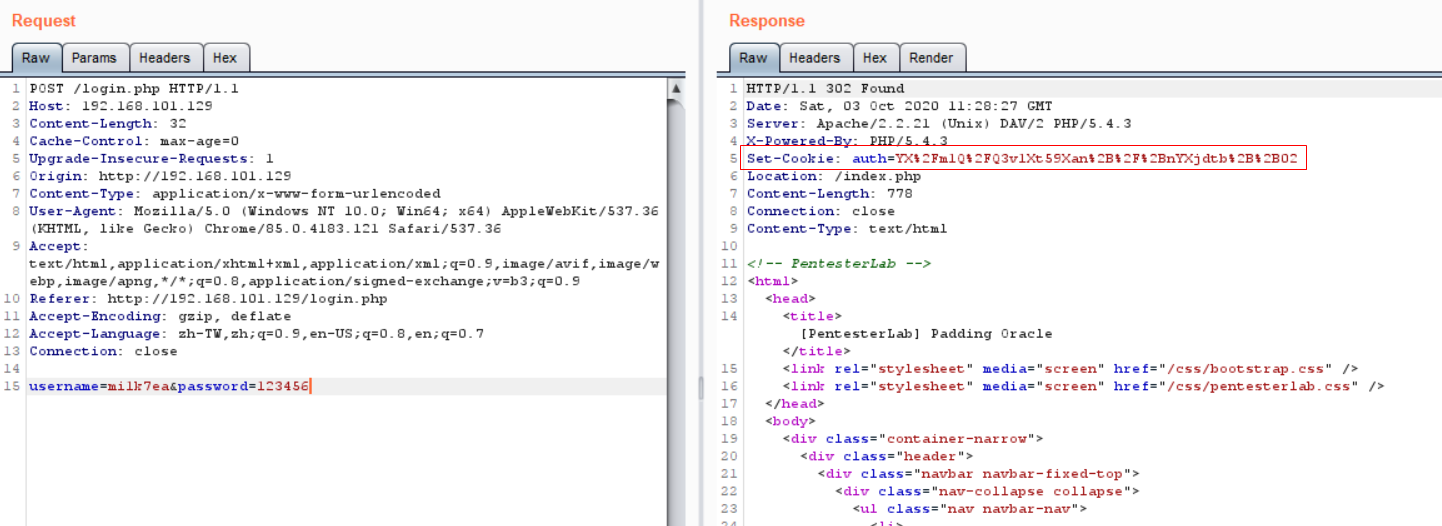 Request
Raw Params Headers Hex
1 POST /login.php HTTP/1.1
2 Host: 192.168.101.129
3 Content-Length: 32
4 Cache-Control: max-age=0
5 Upgrade-Insecure-Requests: 1
6 Origin: http://192.168.101.129
7 Content-Type: application/x-www-form-urlencoded
8 User-Agent: Mozilla/5.0 (Windows NT 10.0; Win64; x64) AppleWebKit/537.36
(KHTML, like Gecko) Chrome/85.0.4183.121 Safari/537.36
9 Accept:
text/html,application/xhtml+xml,application/xml;q=0.9,image/avif,image/w
ebp,image/apng,*/*;q=0.8,application/signed-exchange;v=b3;q=0.9
10 Referer: http://192.168.101.129/login.php
11 Accept-Encoding: gzip, deflate
12 Accept-Language: zh-TW,zh;q=0.9,en-US;q=0.8,en;q=0.7
13 Connection: close
14
15 username=milk7ea&password=123456
Response
Raw Headers Hex Render
1 HTTP/1.1 302 Found
2 Date: Sat, 03 Oct 2020 11:28:27 GMT
3 Server: Apache/2.2.21 (Unix) DAV/2 PHP/5.4.3
4 X-Powered-By: PHP/5.4.3
5 Set-Cookie: auth=YX%2FmlQ%2FQ3vlXt59Xan%2B%2F%2BnYXjdtb%2B%2BO2
6 Location: /index.php
7 Content-Length: 778
8 Connection: close
9 Content-Type: text/html
10
11 <!-- PentesterLab -->
12 <html>
13 <head>
14 <title>
[PentesterLab] Padding Oracle
</title>
15 <link rel="stylesheet" media="screen" href="/css/bootstrap.css" />
16 <link rel="stylesheet" media="screen" href="/css/pentesterlab.css" />
17 </head>
18 <body>
19 <div class="container-narrow">
20 <div class="header">
21 <div class="navbar navbar-fixed-top">
22 <div class="nav-collapse collapse">
23 <ul class="nav navbar-nav">
24 <li>